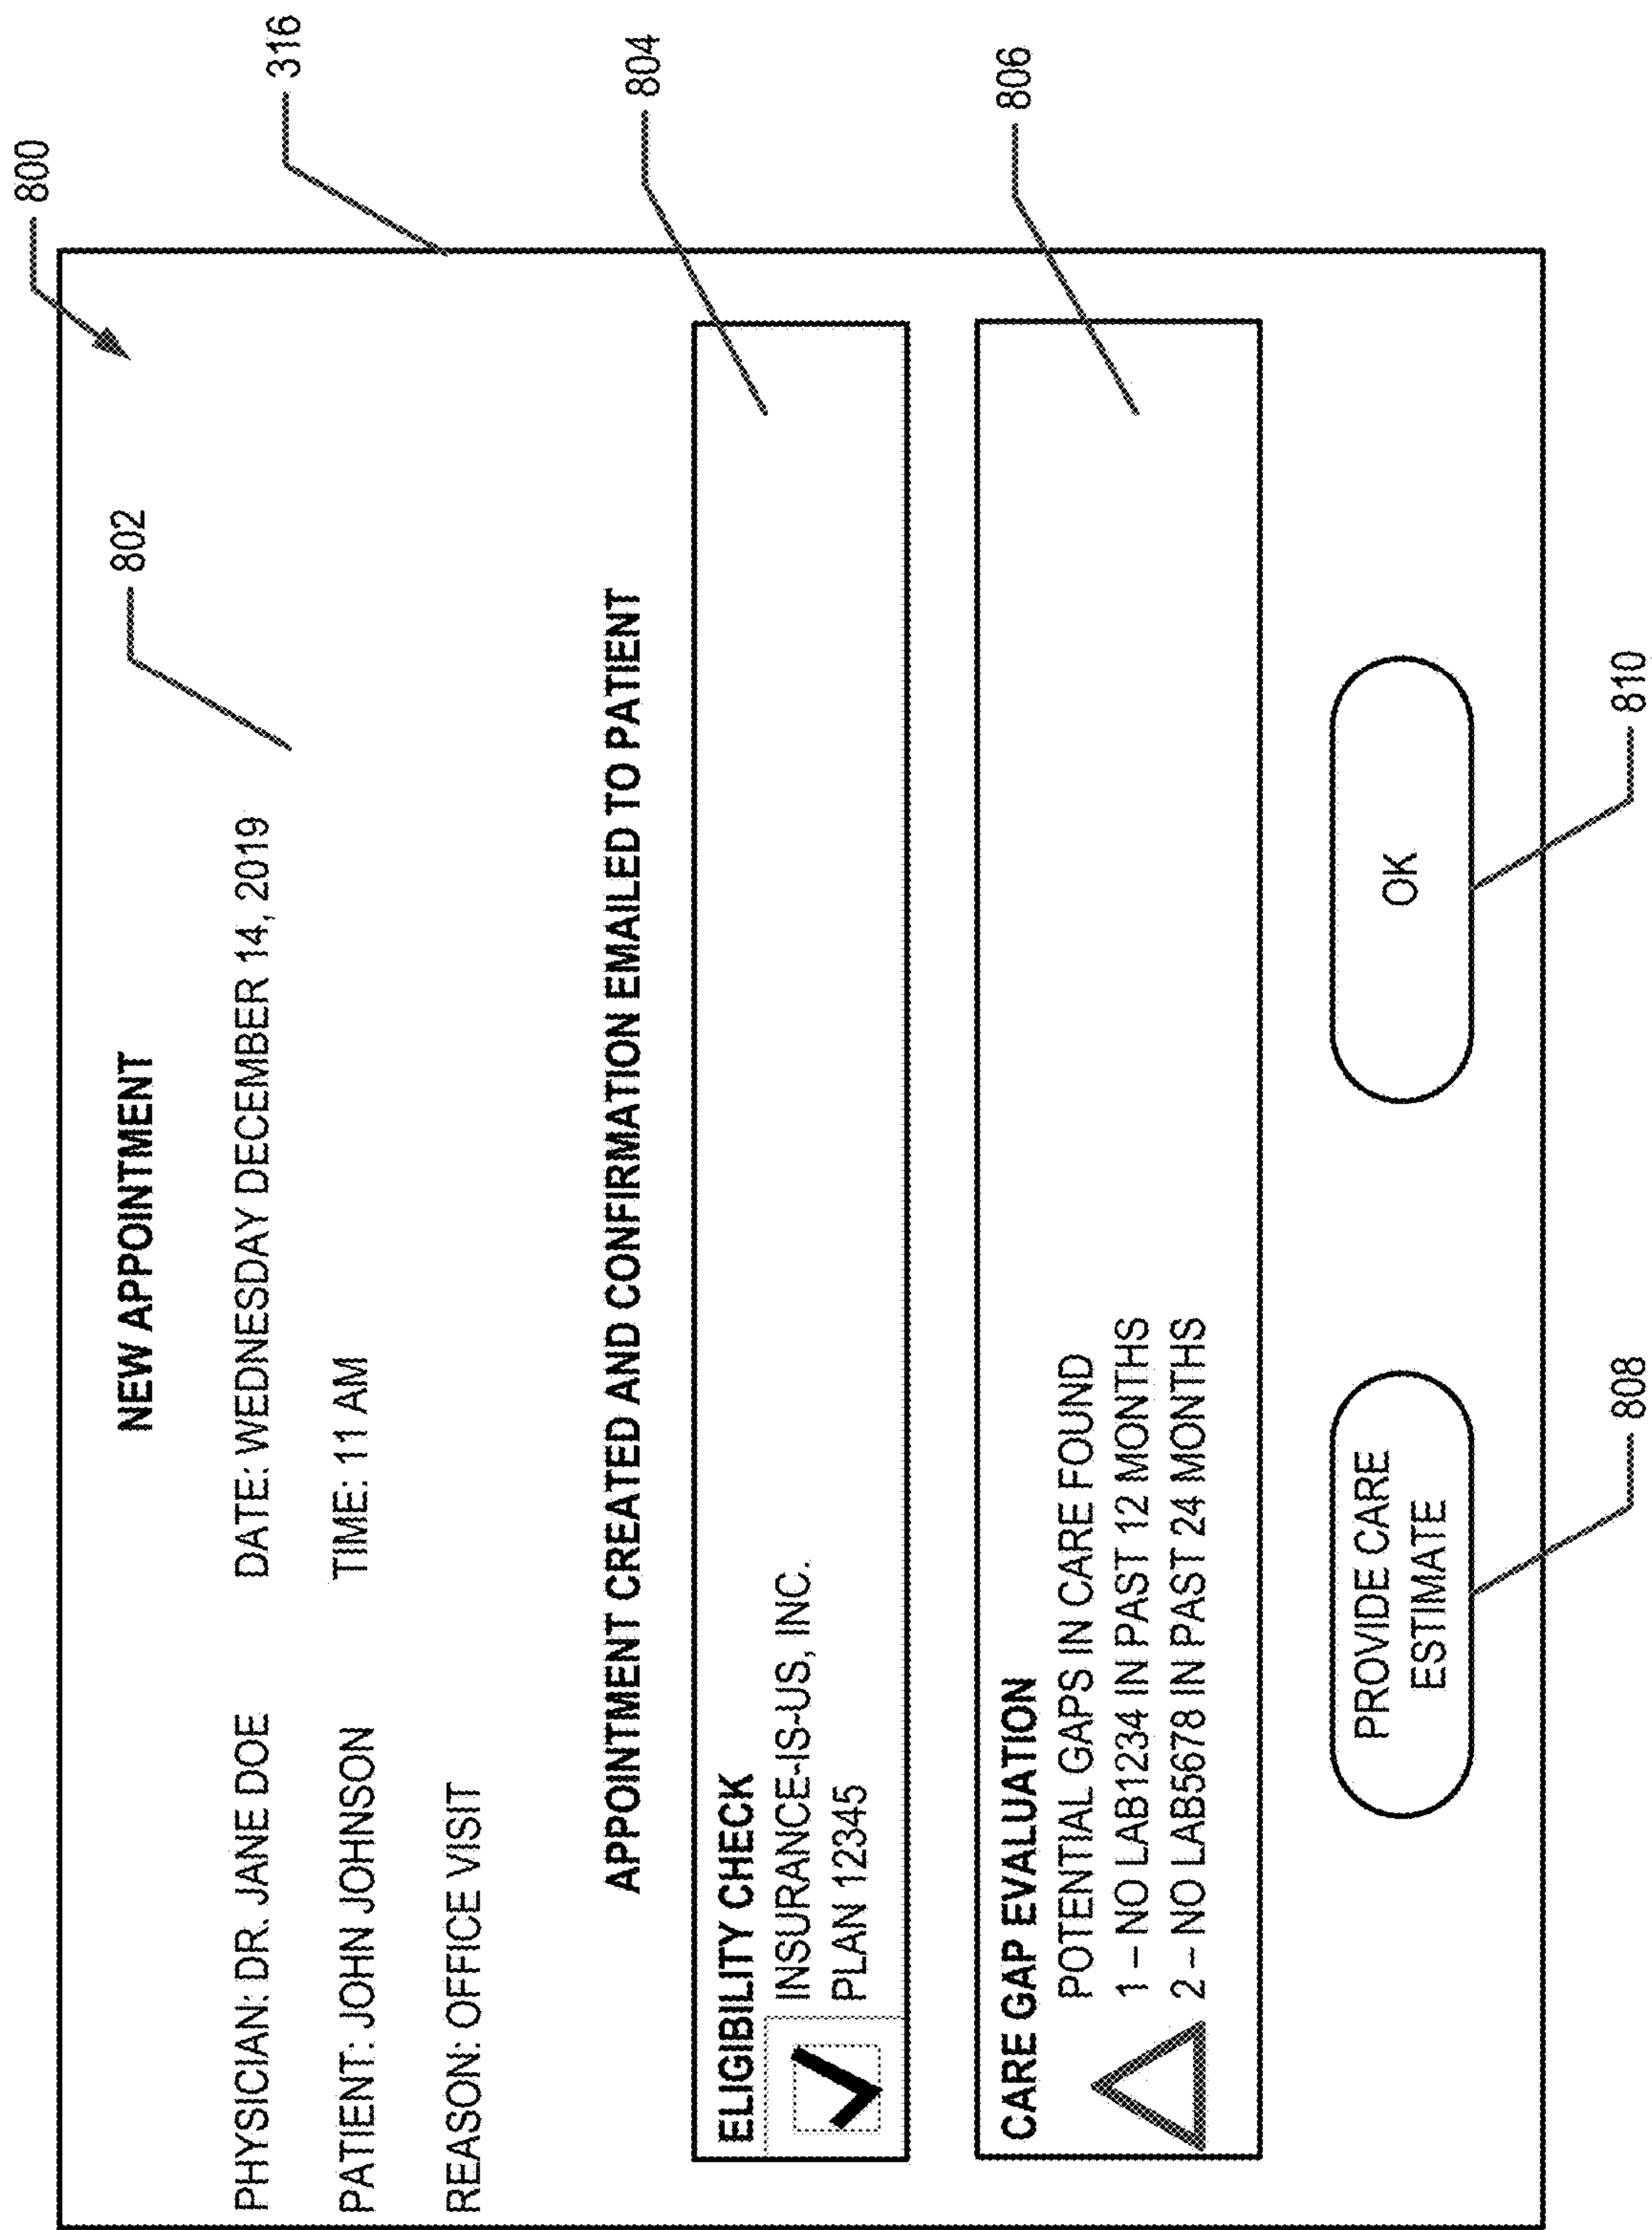 800
316
NEW APPOINTMENT
802
PHYSICIAN: DR. JANE DOE
DATE: WEDNESDAY DECEMBER 14, 2019
PATIENT: JOHN JOHNSON
TIME: 11 AM
REASON: OFFICE VISIT
APPOINTMENT CREATED AND CONFIRMATION EMAILED TO PATIENT
804
ELIGIBILITY CHECK
INSURANCE-IS-US, INC.
PLAN 12345
806
CARE GAP EVALUATION
POTENTIAL GAPS IN CARE FOUND
1 – NO LAB1234 IN PAST 12 MONTHS
2 – NO LAB5678 IN PAST 24 MONTHS
PROVIDE CARE
ESTIMATE
OK
808
810